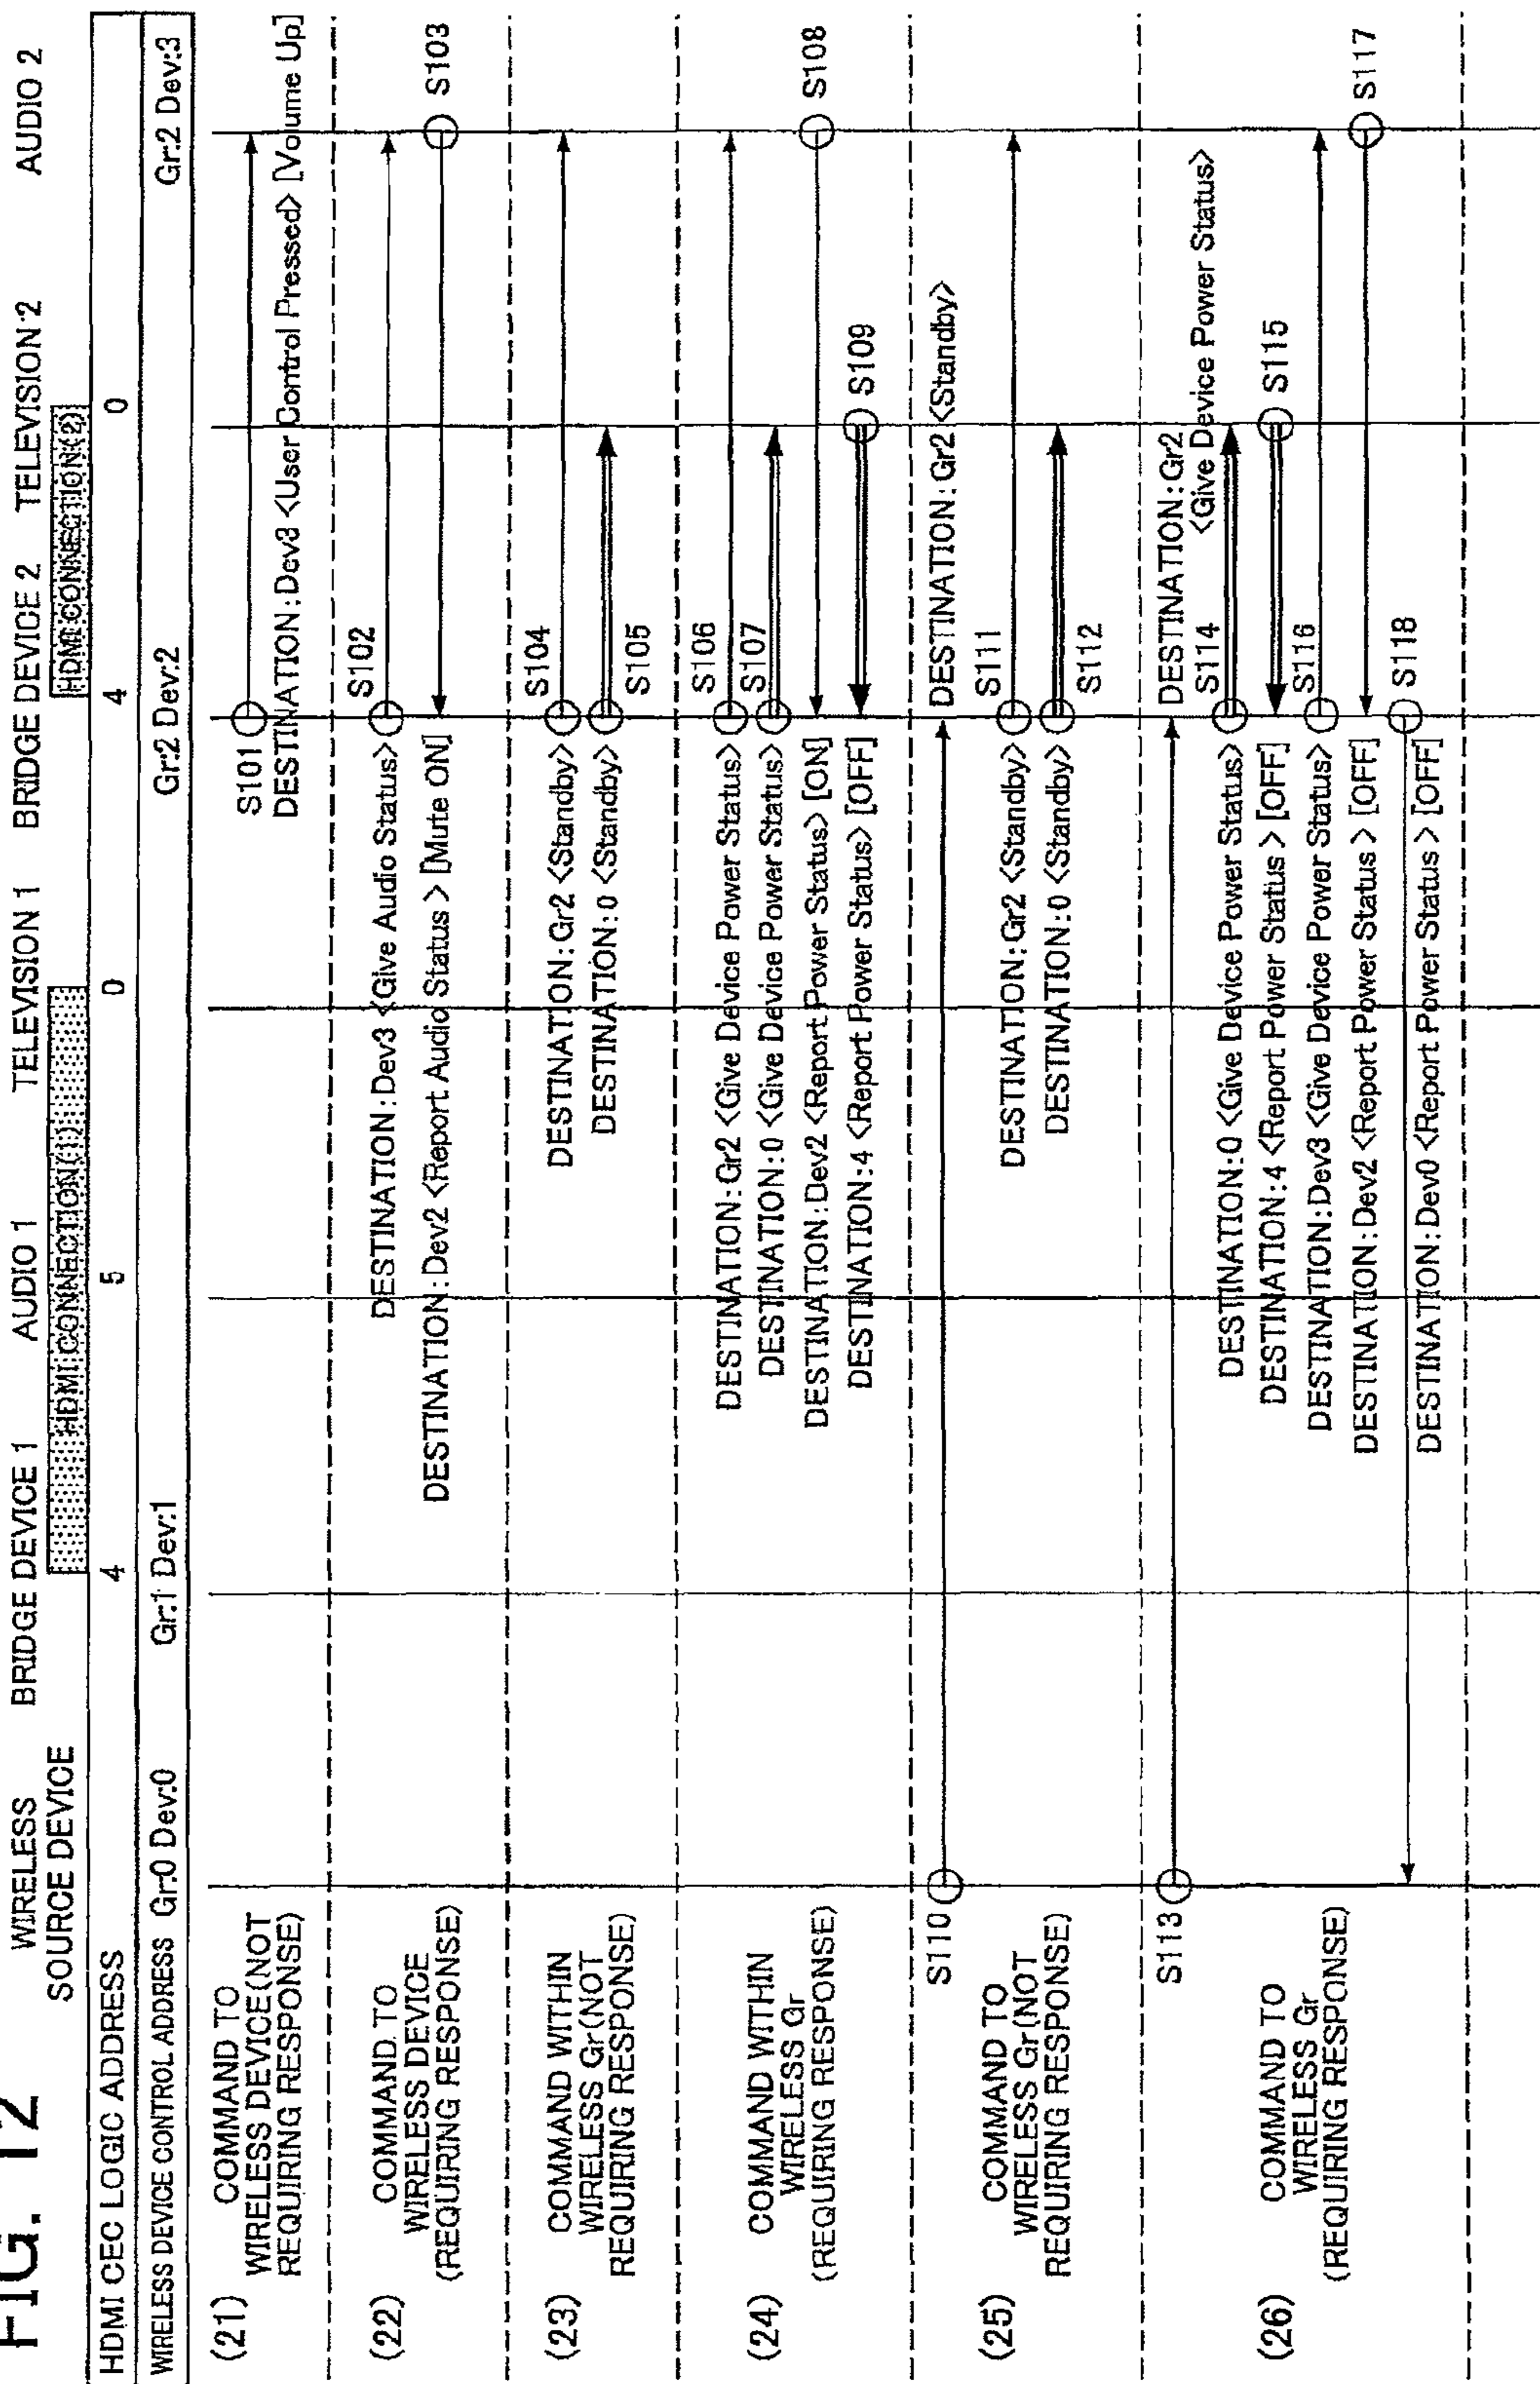 FIG. 12
WIRELESS
SOURCE DEVICE
BRIDGE DEVICE 1
AUDIO 1
TELEVISION 1
BRIDGE DEVICE 2
TELEVISION 2
AUDIO 2
HDMI CONNECTION(1)
HDMI CONNECTION(2)
HDMI CEC LOGIC ADDRESS
4
5
0
4
0
WIRELESS DEVICE CONTROL ADDRESS
Gr:0 Dev:0
Gr:1 Dev:1
Gr:2 Dev:2
Gr:2 Dev:3
(21)
COMMAND TO
WIRELESS DEVICE(NOT
REQUIRING RESPONSE)
S101
DESTINATION:Dev3 <User Control Pressed> [Volume Up]
(22)
COMMAND TO
WIRELESS DEVICE
(REQUIRING RESPONSE)
DESTINATION:Dev3 <Give Audio Status>
S102
DESTINATION:Dev2 <Report Audio Status> [Mute ON]
S103
(23)
COMMAND WITHIN
WIRELESS Gr(NOT
REQUIRING RESPONSE)
DESTINATION:Gr2 <Standby>
S104
DESTINATION:0 <Standby>
S105
(24)
COMMAND WITHIN
WIRELESS Gr
(REQUIRING RESPONSE)
DESTINATION:Gr2 <Give Device Power Status>
S106
DESTINATION:0 <Give Device Power Status>
S107
DESTINATION:Dev2 <Report Power Status> [ON]
S108
DESTINATION:4 <Report Power Status> [OFF]
S109
(25)
COMMAND TO
WIRELESS Gr(NOT
REQUIRING RESPONSE)
S110
DESTINATION:Gr2 <Standby>
DESTINATION:Gr2 <Standby>
S111
DESTINATION:0 <Standby>
S112
(26)
COMMAND TO
WIRELESS Gr
(REQUIRING RESPONSE)
S113
DESTINATION:Gr2
<Give Device Power Status>
DESTINATION:0 <Give Device Power Status>
S114
DESTINATION:4 <Report Power Status> [OFF]
S115
DESTINATION:Dev3 <Give Device Power Status>
S116
DESTINATION:Dev2 <Report Power Status> [OFF]
S117
DESTINATION:Dev0 <Report Power Status> [OFF]
S118